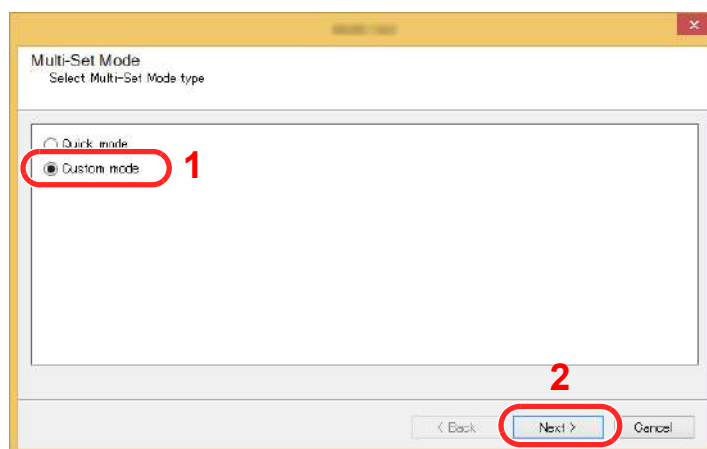 Multi-Set Mode
Select Multi-Set Mode type
Quick mode
Custom mode
1
2
< Back
Next >
Cancel